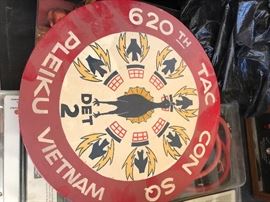 620TH TAC CON SQ
PLEIKU VIETNAM
DET
2